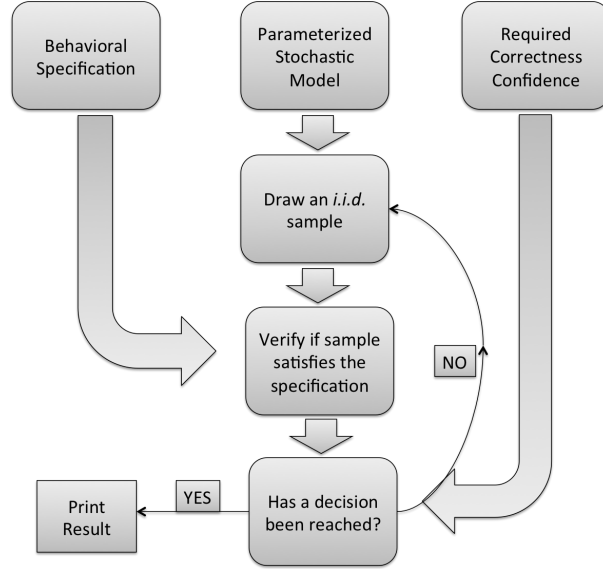 Behavioral
Specification
Parameterized
Stochastic
Model
Required
Correctness
Confidence
Draw an i.i.d.
sample
Verify if sample
satisfies the
specification
NO
Has a decision
been reached?
YES
Print
Result